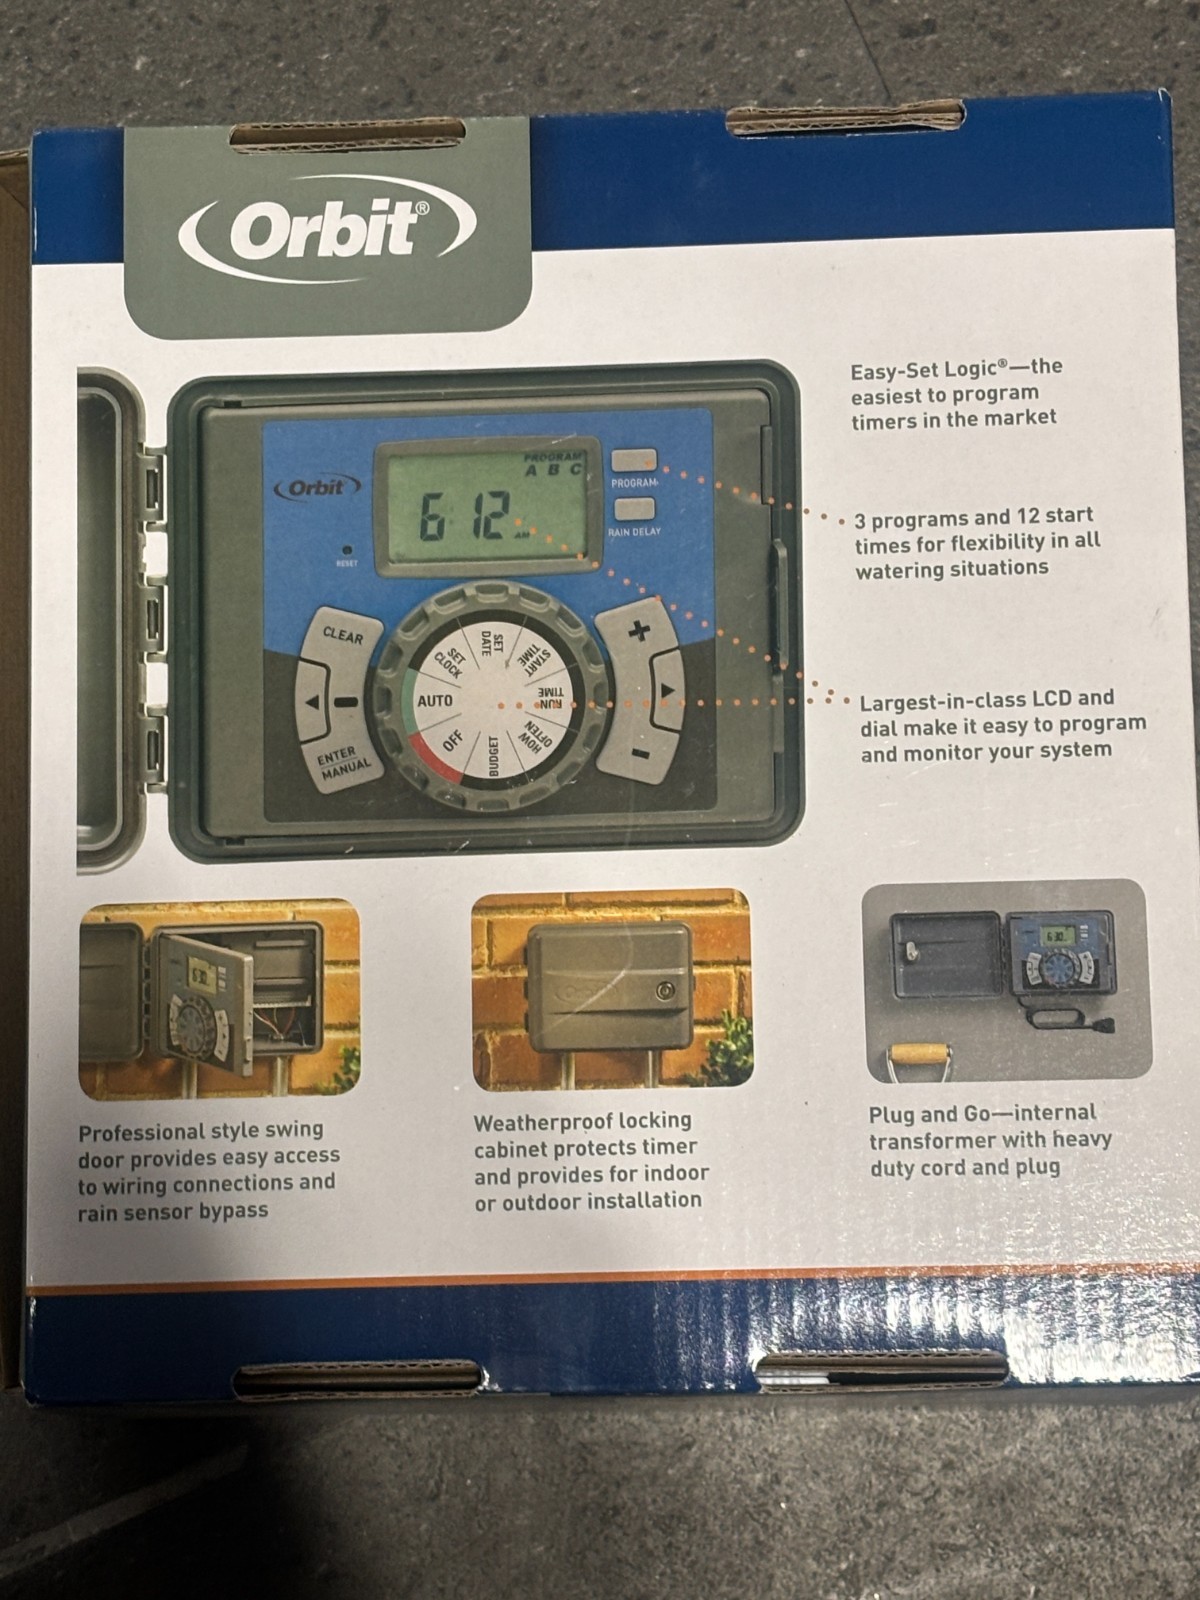 Orbit®
Easy-Set Logic®—the
easiest to program
timers in the market
PROGRAM
A B C
6:12
AM
Orbit
RESET
PROGRAM
RAIN DELAY
3 programs and 12 start
times for flexibility in all
watering situations
CLEAR
ENTER
MANUAL
SET CLOCK
SET DATE
START TIME
RUN TIME
HOW OFTEN
BUDGET
OFF
AUTO
+
-
Largest-in-class LCD and
dial make it easy to program
and monitor your system
6:30
6:30
Professional style swing
door provides easy access
to wiring connections and
rain sensor bypass
Weatherproof locking
cabinet protects timer
and provides for indoor
or outdoor installation
Plug and Go—internal
transformer with heavy
duty cord and plug